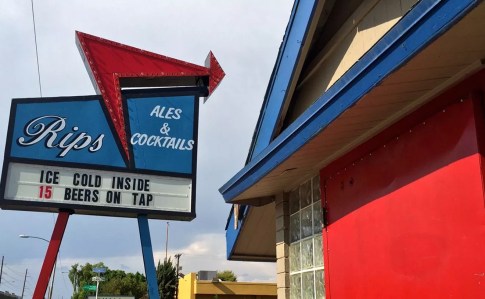 Rips
ALES
&
COCKTAILS
ICE COLD INSIDE
15 BEERS ON TAP